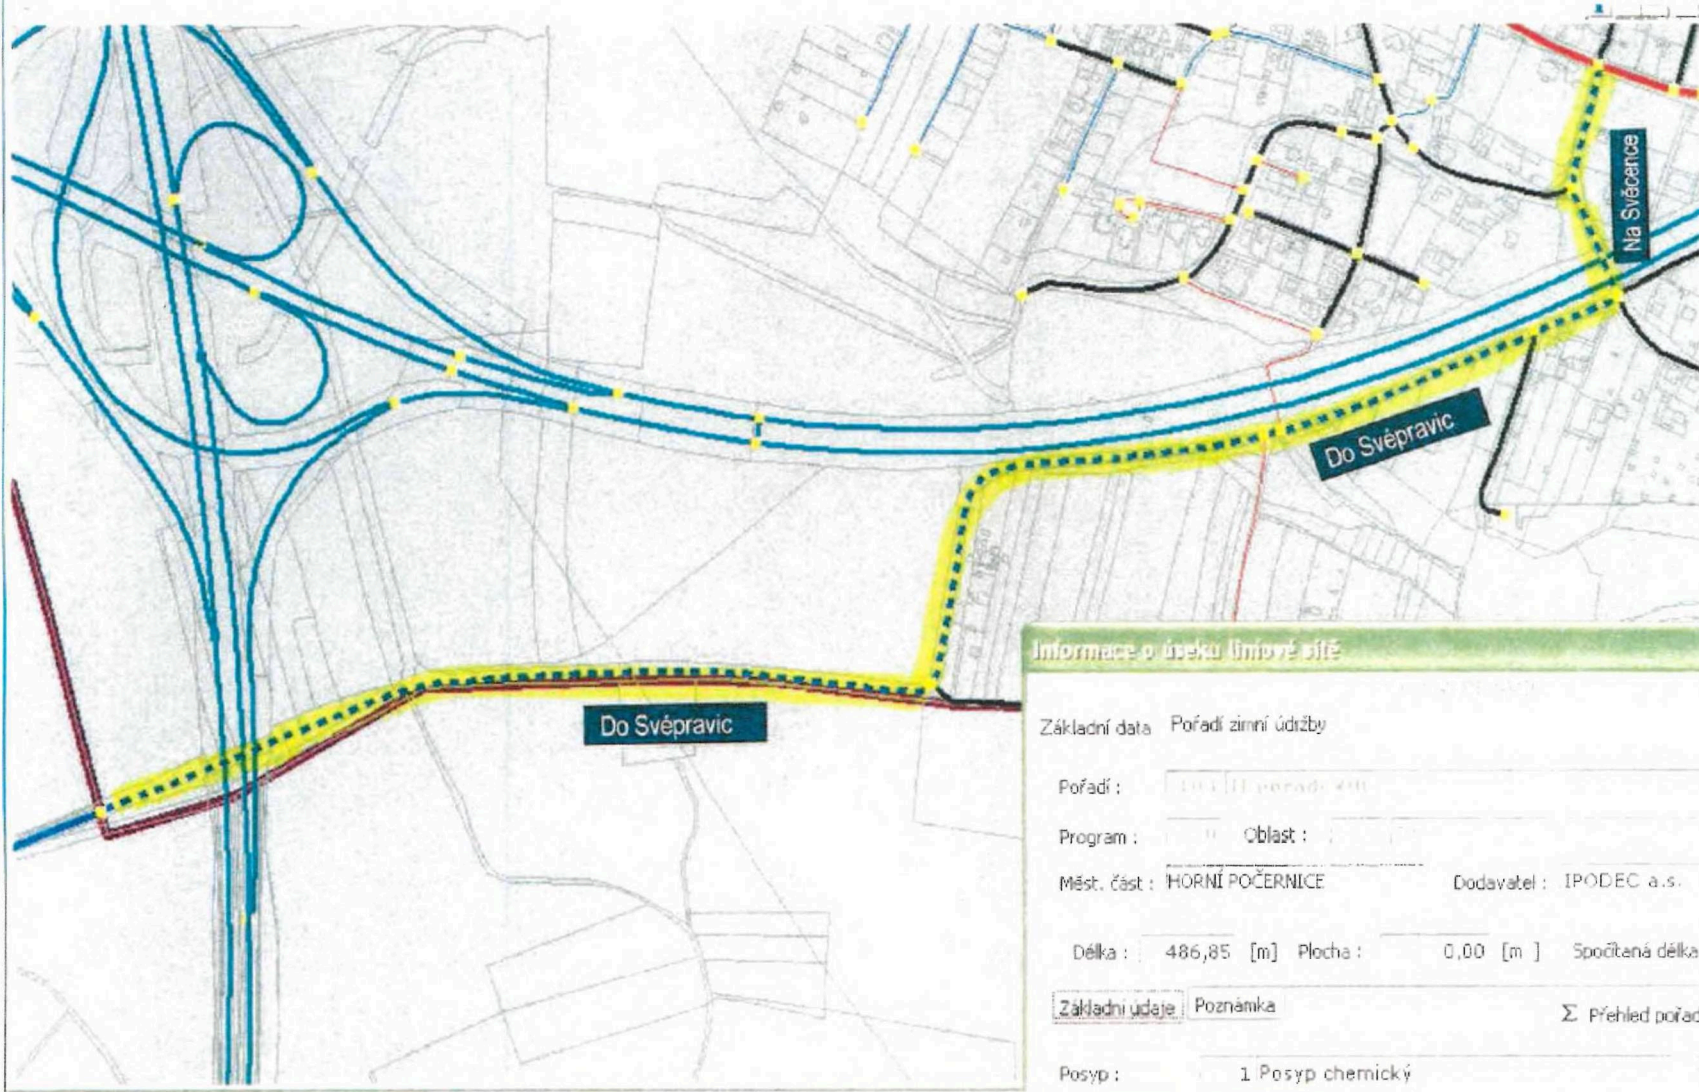 Na Svěcence
Do Svépravic
Do Svépravic
Informace o úseku liniové sítě
Základní data Pořadí zimní údržby
Pořadí :
Program : 0 Oblast :
Měst. část : HORNÍ POČERNICE Dodavatel : IPODEC a.s.
Délka : 486,85 [m] Plocha : 0,00 [m ] Spočítaná délka
Základní údaje Poznámka Σ Přehled pořad
Posyp : 1 Posyp chemický